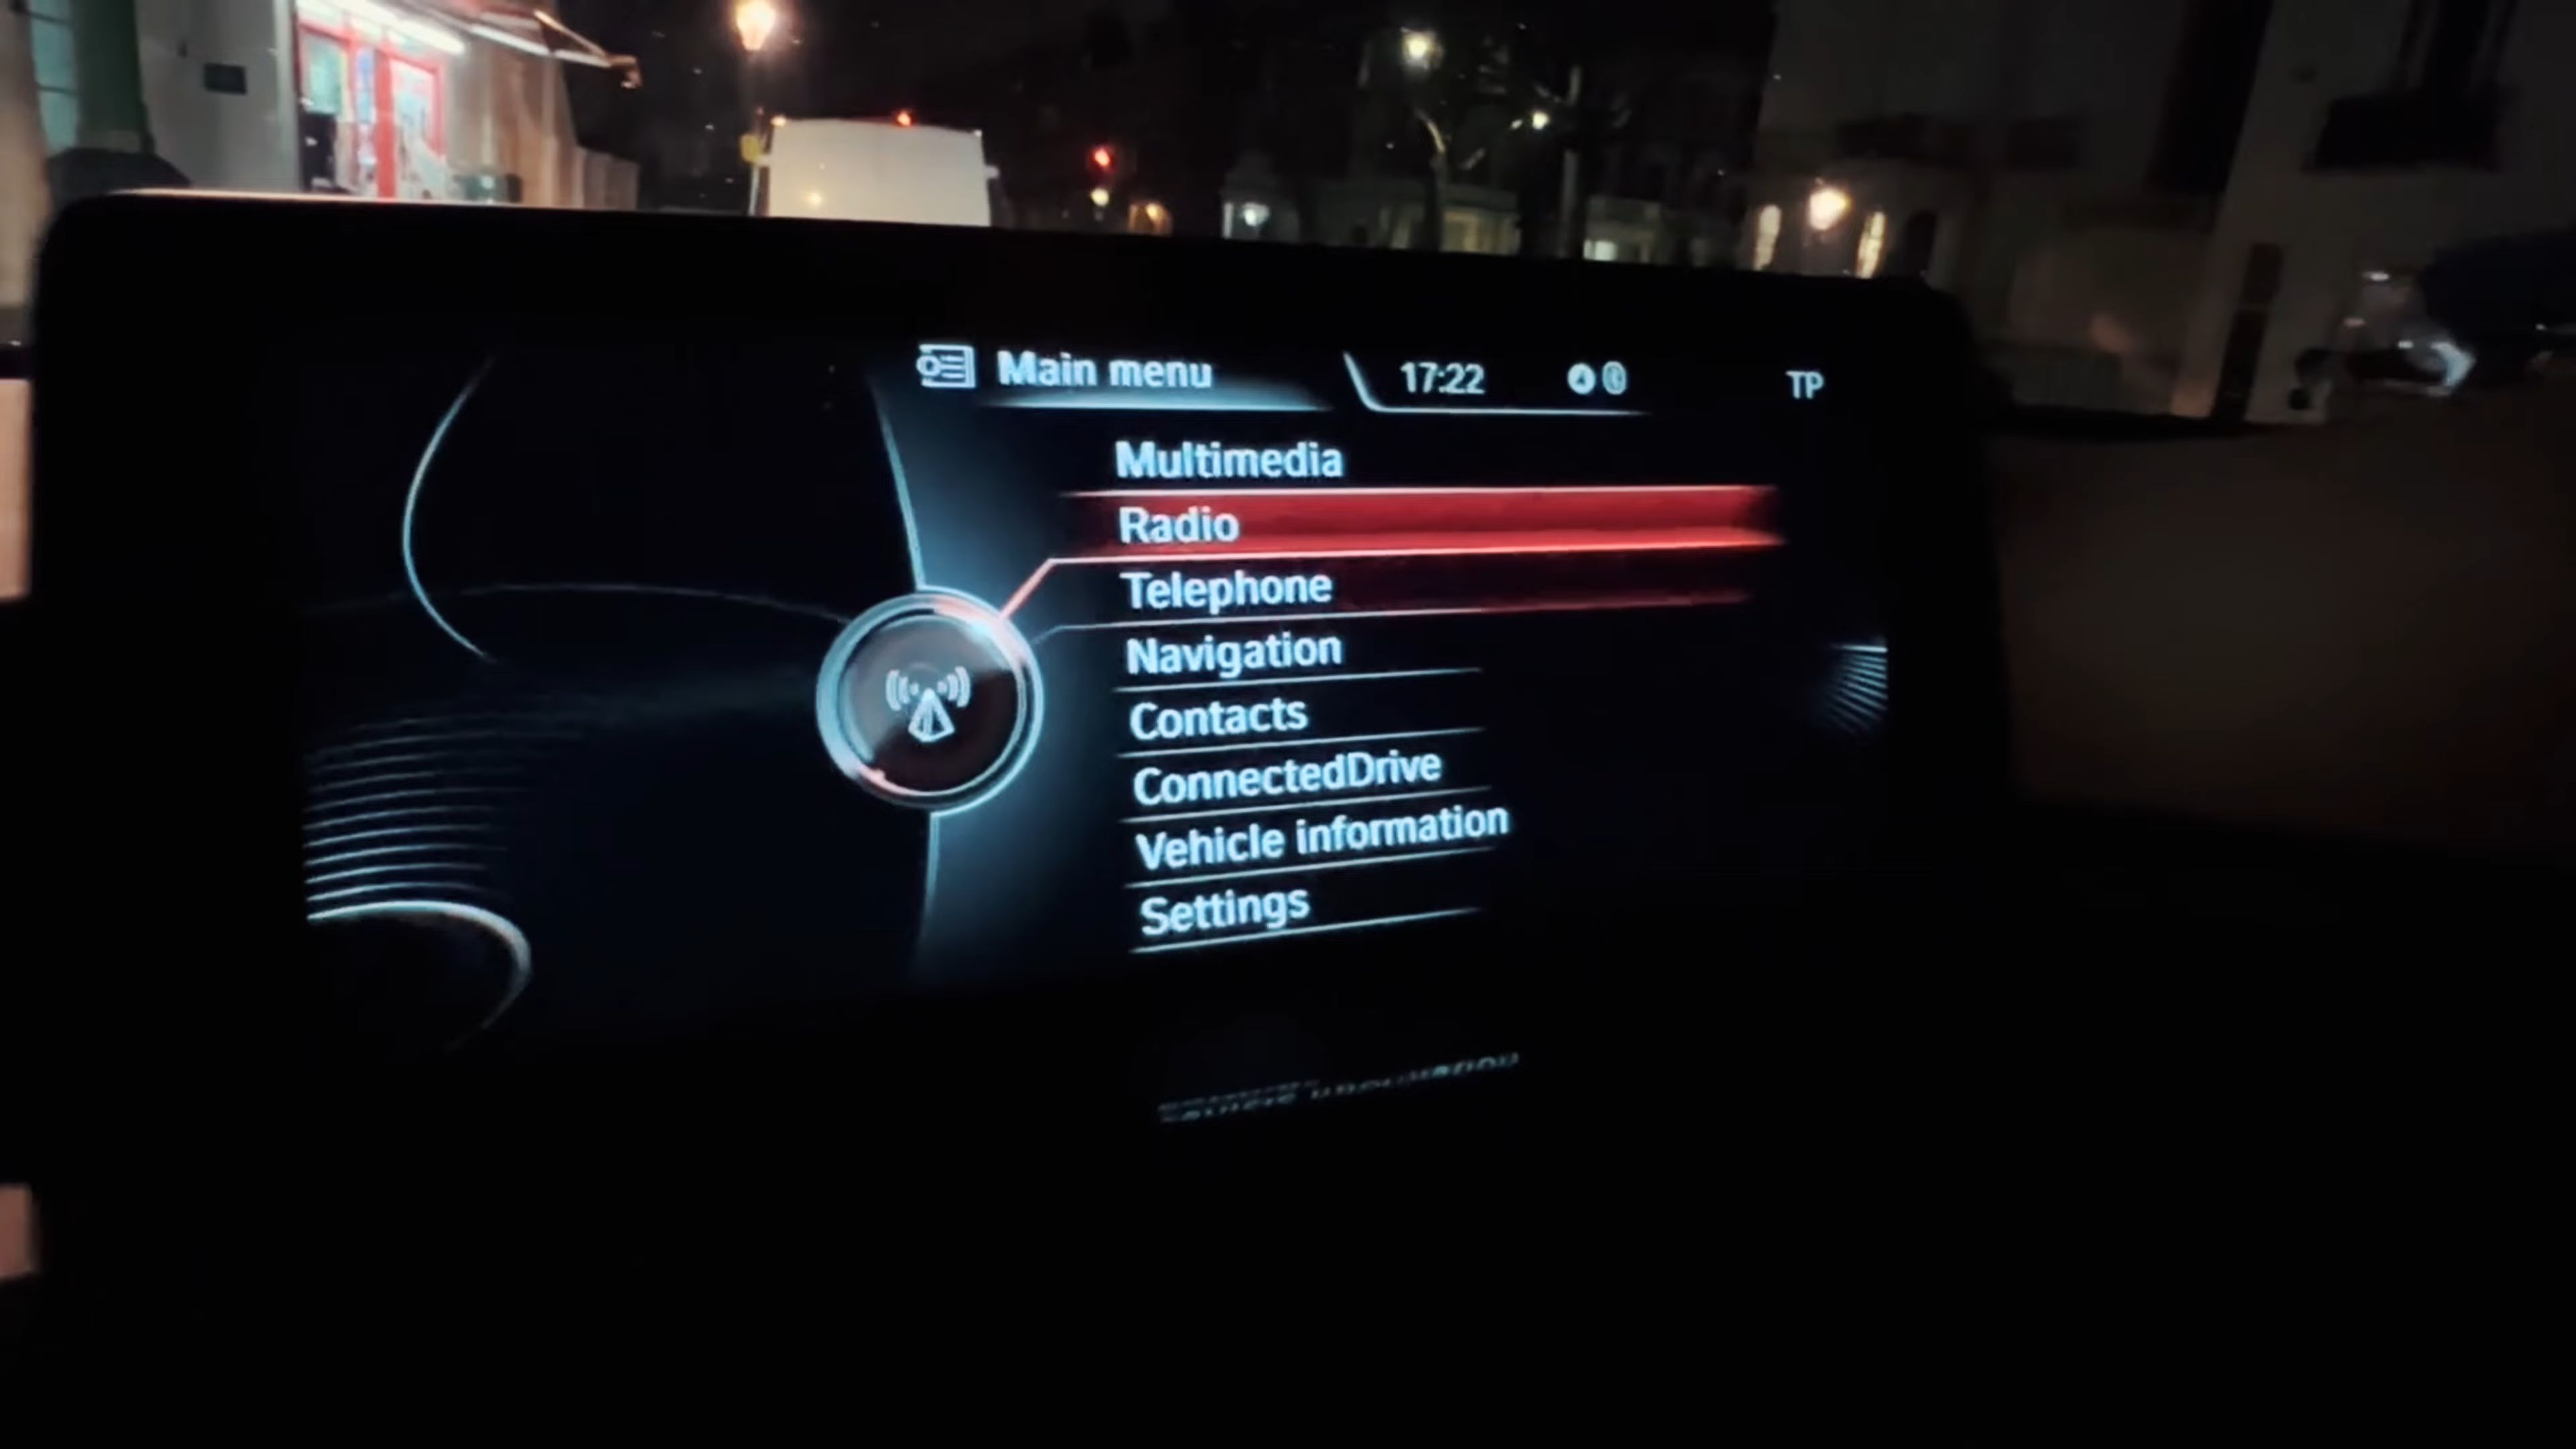 Main menu 17:22 TP
Multimedia
Radio
Telephone
Navigation
Contacts
ConnectedDrive
Vehicle information
Settings